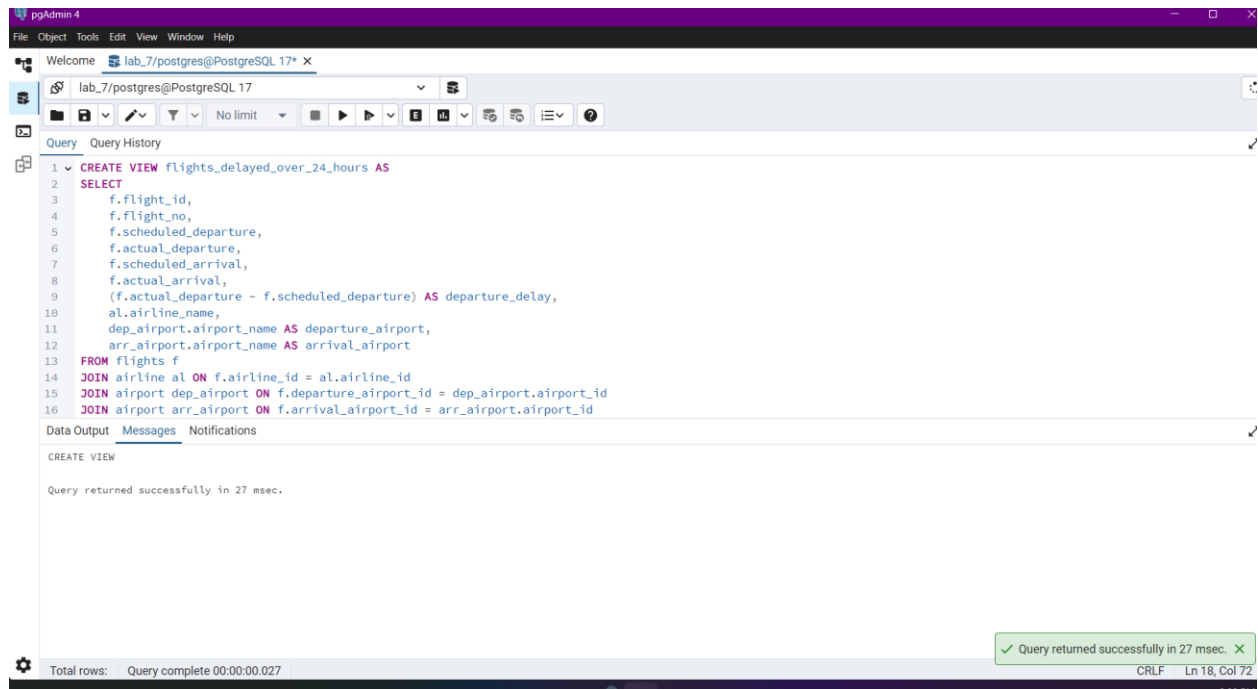 pgAdmin 4
File Object Tools Edit View Window Help
Welcome lab_7/postgres@PostgreSQL 17*
lab_7/postgres@PostgreSQL 17
No limit
E
Query Query History
1 CREATE VIEW flights_delayed_over_24_hours AS
2 SELECT
3 f.flight_id,
4 f.flight_no,
5 f.scheduled_departure,
6 f.actual_departure,
7 f.scheduled_arrival,
8 f.actual_arrival,
9 (f.actual_departure - f.scheduled_departure) AS departure_delay,
10 al.airline_name,
11 dep_airport.airport_name AS departure_airport,
12 arr_airport.airport_name AS arrival_airport
13 FROM flights f
14 JOIN airline al ON f.airline_id = al.airline_id
15 JOIN airport dep_airport ON f.departure_airport_id = dep_airport.airport_id
16 JOIN airport arr_airport ON f.arrival_airport_id = arr_airport.airport_id
Data Output Messages Notifications
CREATE VIEW
Query returned successfully in 27 msec.
Query returned successfully in 27 msec.
Total rows: Query complete 00:00:00.027 CRLF Ln 18, Col 72